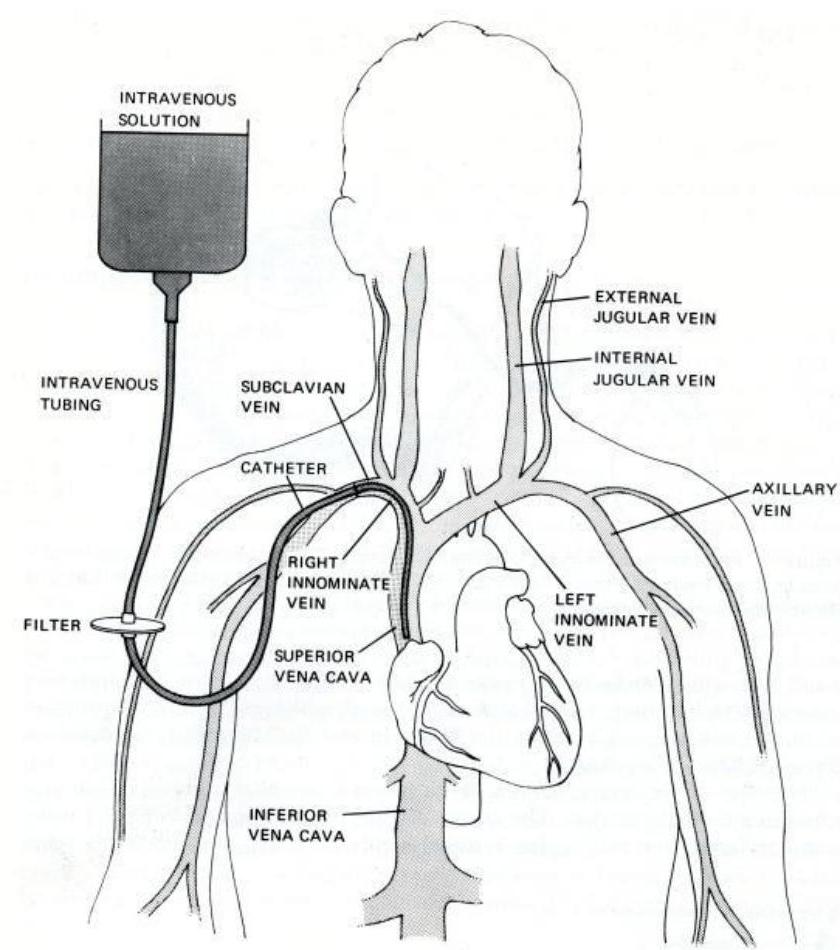 INTRAVENOUS
SOLUTION
EXTERNAL
JUGULAR VEIN
INTERNAL
JUGULAR VEIN
INTRAVENOUS
TUBING
SUBCLAVIAN
VEIN
CATHETER
AXILLARY
VEIN
RIGHT
INNOMINATE
VEIN
LEFT
INNOMINATE
VEIN
FILTER
SUPERIOR
VENA CAVA
INFERIOR
VENA CAVA